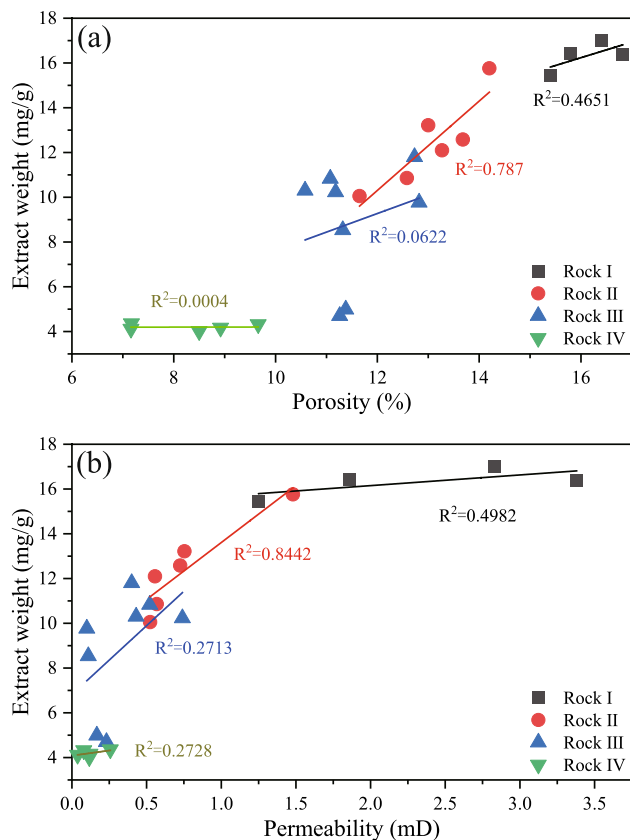 (a)
Extract weight (mg/g)
18
16
14
12
10
8
6
4
2
R²=0.4651
R²=0.787
R²=0.0622
R²=0.0004
Rock I
Rock II
Rock III
Rock IV
6 8 10 12 14 16
Porosity (%)
(b)
Extract weight (mg/g)
18
16
14
12
10
8
6
4
2
R²=0.4982
R²=0.8442
R²=0.2713
R²=0.2728
Rock I
Rock II
Rock III
Rock IV
0.0 0.5 1.0 1.5 2.0 2.5 3.0 3.5
Permeability (mD)